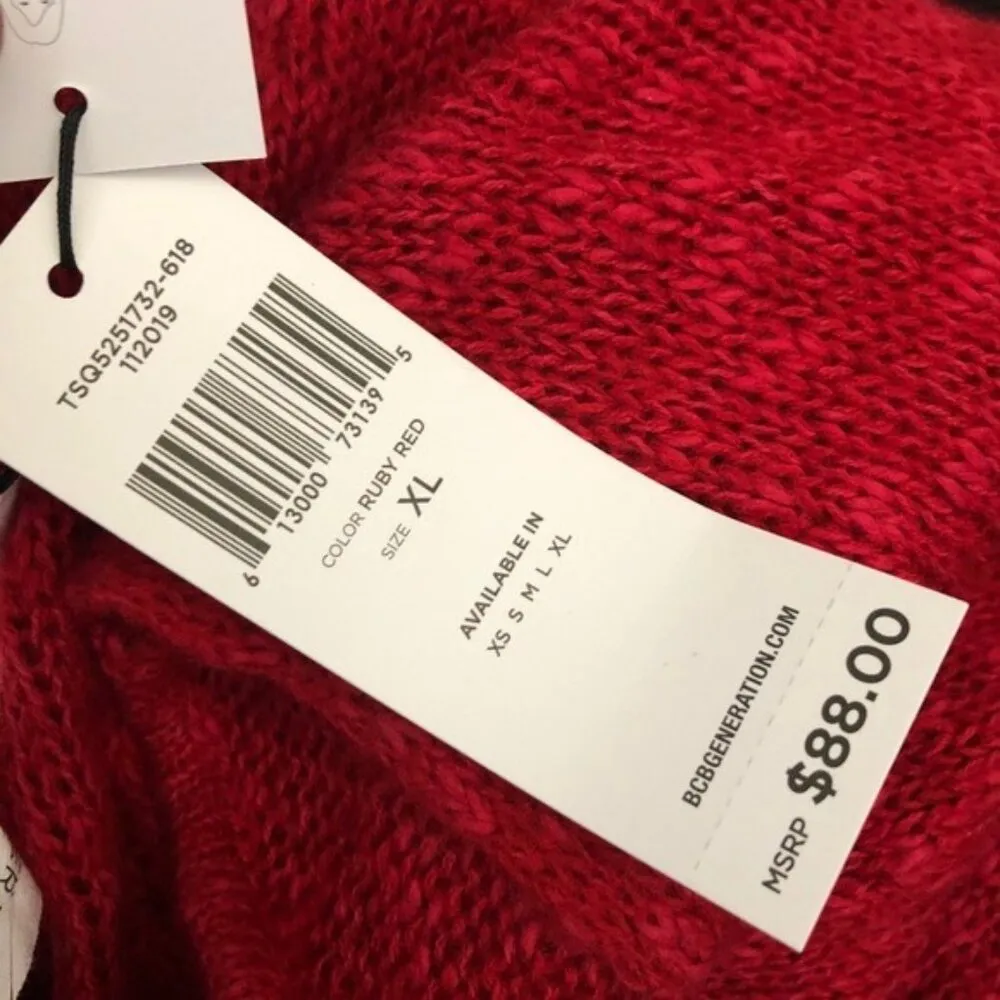 TSQ5251732-618
112019
6 13000 73139 5
COLOR RUBY RED
SIZE XL
AVAILABLE IN
XS S M L XL
BCBGENERATION.COM
MSRP $88.00